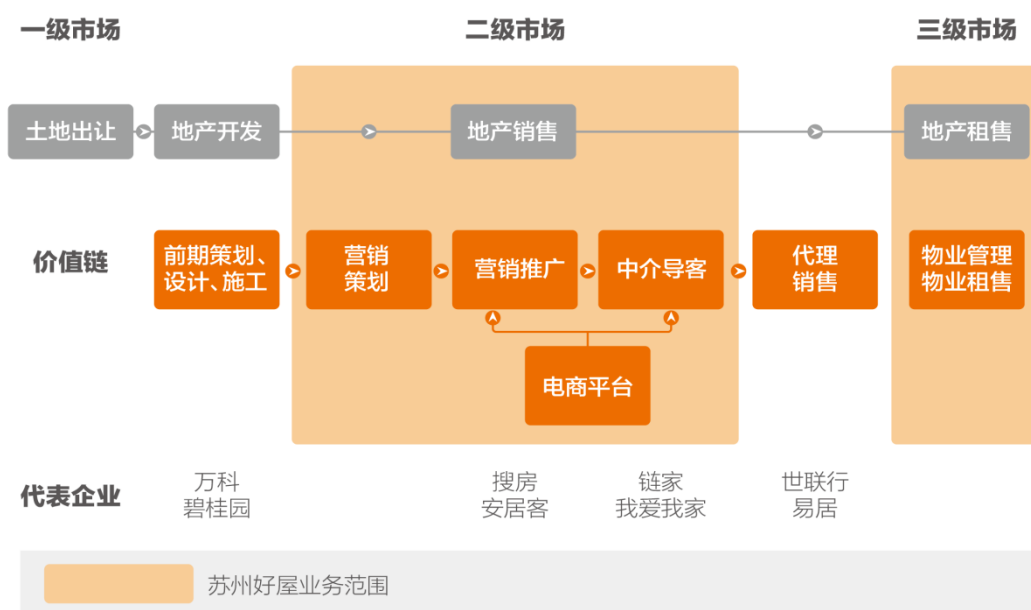 一级市场
二级市场
三级市场
土地出让
地产开发
地产销售
地产租售
价值链
前期策划、
设计、施工
营销
策划
营销推广
中介导客
代理
销售
物业管理
物业租售
电商平台
代表企业
万科
碧桂园
搜房
安居客
链家
我爱我家
世联行
易居
苏州好屋业务范围